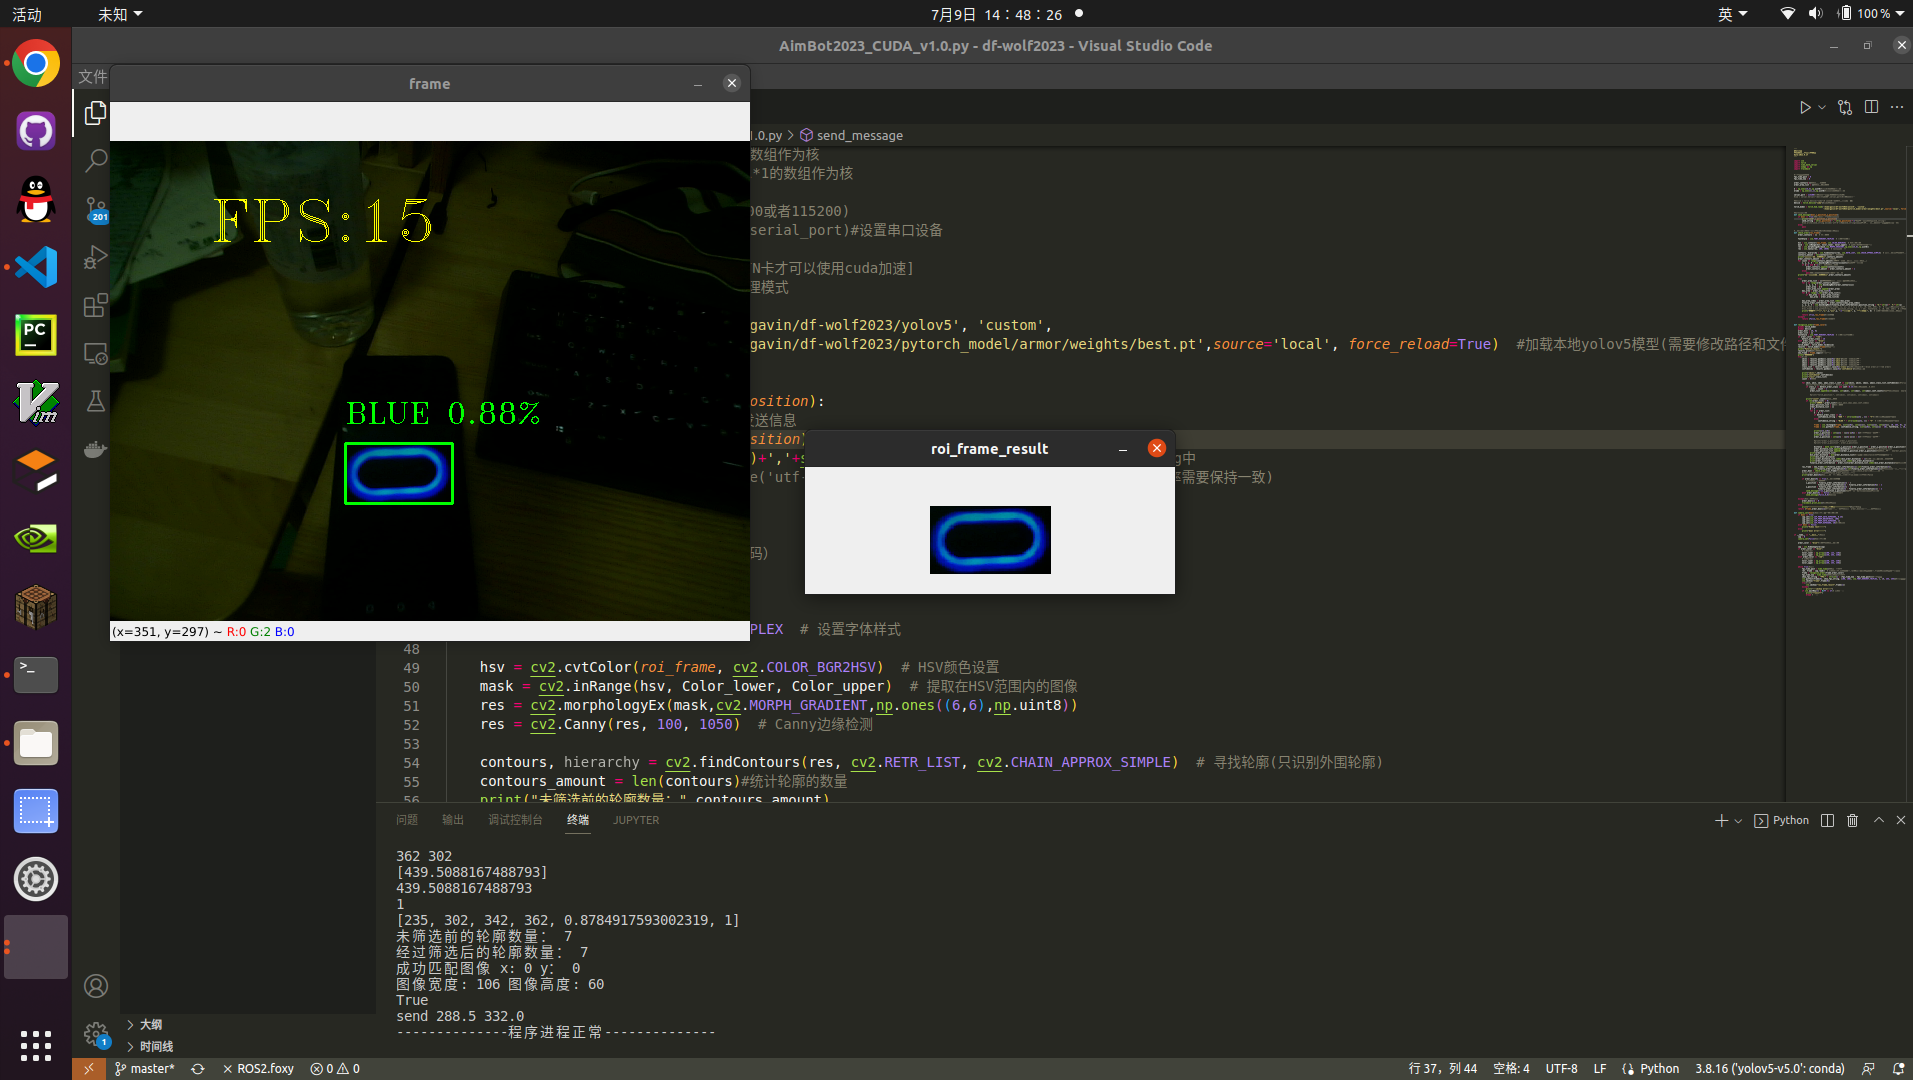 活动
未知
7月9日 14：48：26
英
100 %
AimBot2023_CUDA_v1.0.py - df-wolf2023 - Visual Studio Code
文件
frame
FPS:15
BLUE 0.88%
(x=351, y=297) ~ R:0 G:2 B:0
201
PC
Vim
>_
1
1.0.py > send_message
数组作为核
*1的数组作为核
00或者115200)
serial_port)#设置串口设备
N卡才可以使用cuda加速]
理模式
gavin/df-wolf2023/yolov5', 'custom',
gavin/df-wolf2023/pytorch_model/armor/weights/best.pt',source='local', force_reload=True)  #加载本地yolov5模型(需要修改路径和文件
osition):
发送信息
sition)
)+','+
g中
e('utf-
率需要保持一致)
码)
roi_frame_result
PLEX  # 设置字体样式
48
49 hsv = cv2.cvtColor(roi_frame, cv2.COLOR_BGR2HSV)  # HSV颜色设置
50 mask = cv2.inRange(hsv, Color_lower, Color_upper)  # 提取在HSV范围内的图像
51 res = cv2.morphologyEx(mask,cv2.MORPH_GRADIENT,np.ones((6,6),np.uint8))
52 res = cv2.Canny(res, 100, 1050)  # Canny边缘检测
53
54 contours, hierarchy = cv2.findContours(res, cv2.RETR_LIST, cv2.CHAIN_APPROX_SIMPLE)  # 寻找轮廓(只识别外围轮廓)
55 contours_amount = len(contours)#统计轮廓的数量
56 print("未筛选前的轮廓数量: ",contours_amount)
问题 输出 调试控制台 终端 JUPYTER
Python
362 302
[439.5088167488793]
439.5088167488793
1
[235, 302, 342, 362, 0.8784917593002319, 1]
未筛选前的轮廓数量： 7
经过筛选后的轮廓数量： 7
成功匹配图像 x: 0 y： 0
图像宽度: 106 图像高度: 60
True
send 288.5 332.0
--------------程序进程正常--------------
大纲
时间线
master* ROS2.foxy 0 0
行 37，列 44 空格: 4 UTF-8 LF Python 3.8.16 ('yolov5-v5.0': conda)